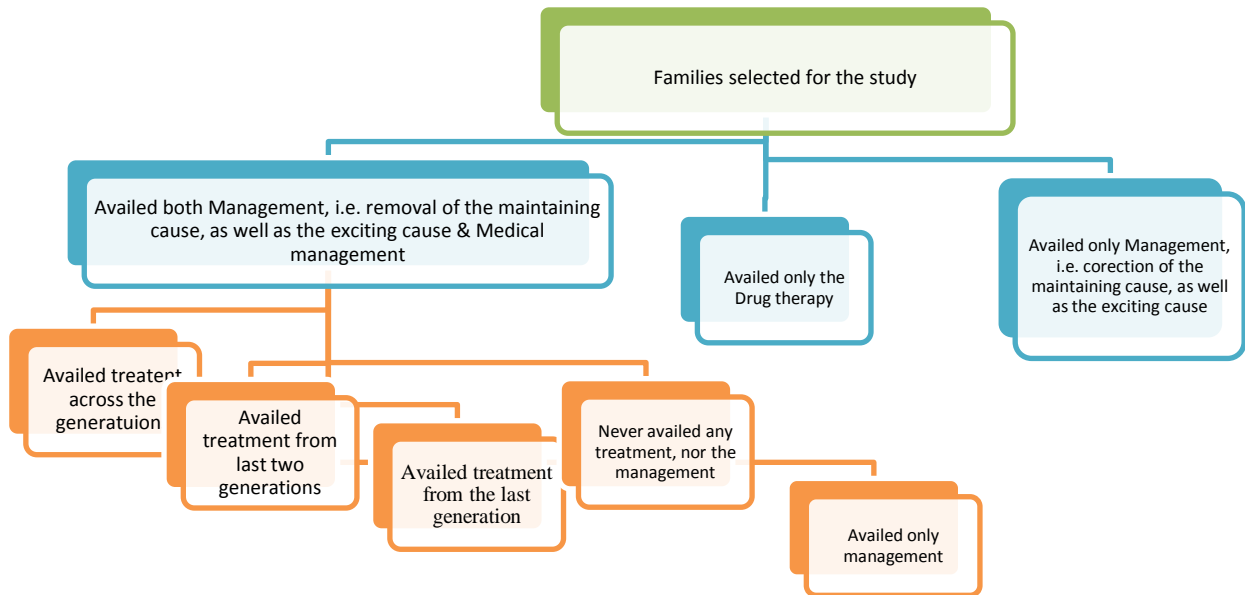 Families selected for the study
Availed both Management, i.e. removal of the maintaining
cause, as well as the exciting cause & Medical
management
Availed only the
Drug therapy
Availed only Management,
i.e. corection of the
maintaining cause, as well
as the exciting cause
Availed treatent
across the
generatuion
Availed
treatment from
last two
generations
Availed treatment
from the last
generation
Never availed any
treatment, nor the
management
Availed only
management